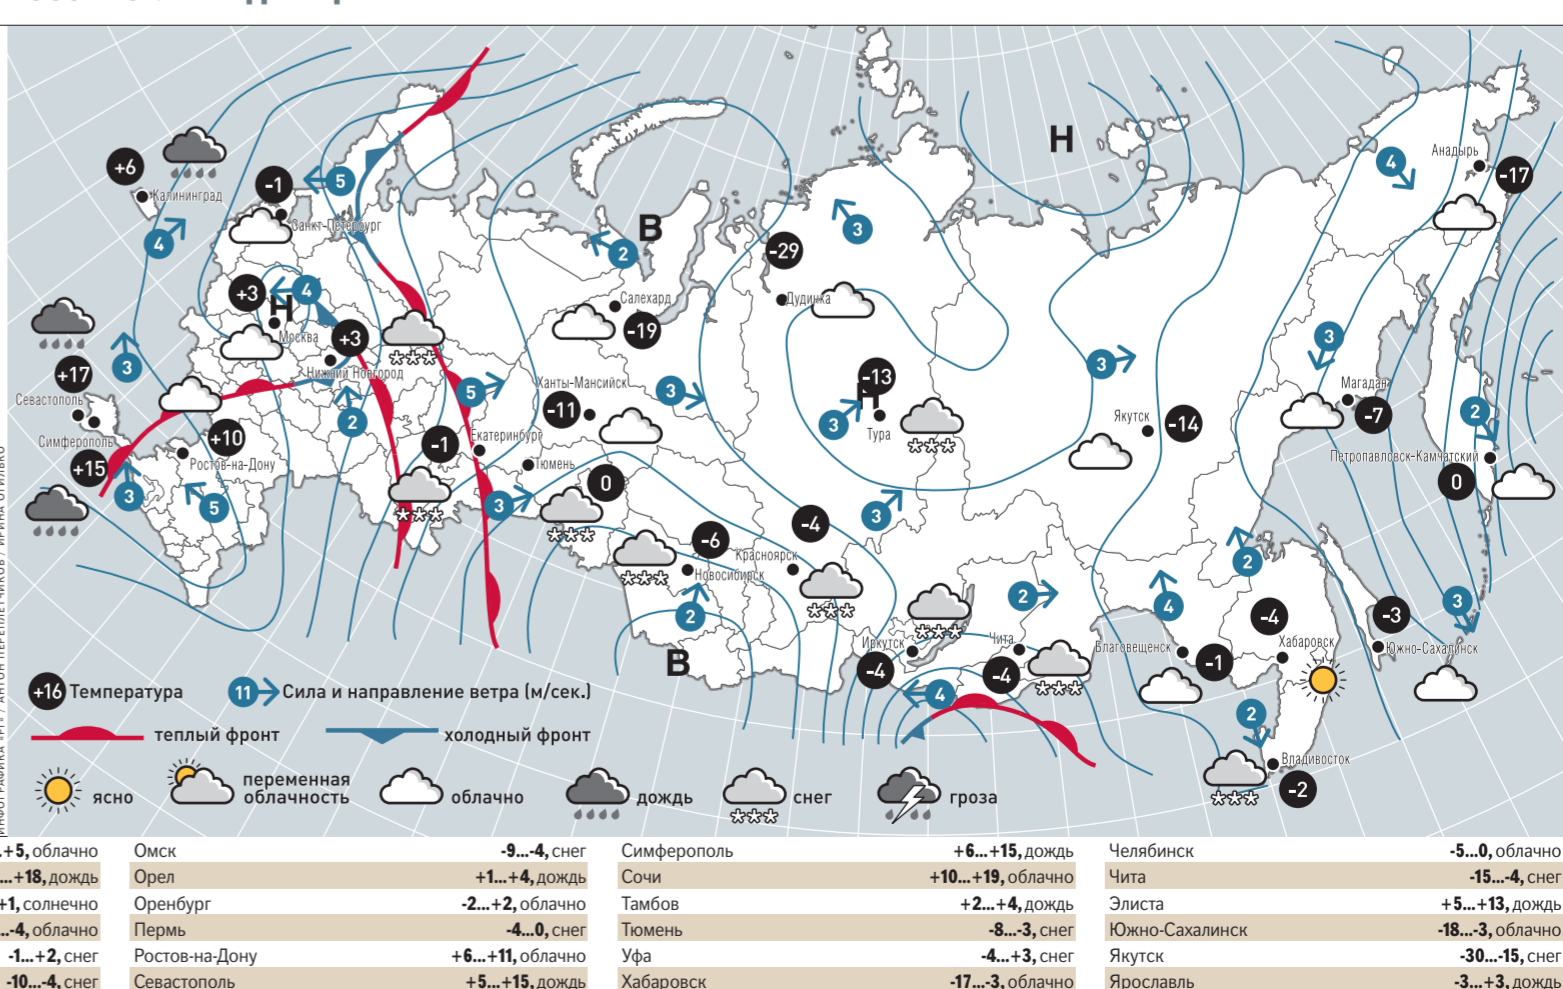 Н
Анадырь
+6
-1
5
4
-17
Калининград
Санкт-Петербург
4
В
3
2
-29
+3
4
Н
Салехард
Дудинка
-19
Москва
+3
3
3
Нижний Новгород
3
+17
-13
Н
Магадан
Севастополь
5
Ханты-Мансийск
3
-11
2
-7
2
Якутск
-14
3
Тура
Симферополь
+10
-1
Екатеринбург
Петропавловск-Камчатский
+15
Ростов-на-Дону
Тюмень
0
0
3
5
3
3
-4
-6
Красноярск
2
Новосибирск
2
4
3
2
-4
-3
Иркутск
Чита
Благовещенск
Хабаровск
Южно-Сахалинск
В
-4
-4
-1
4
2
+16 Температура
11 Сила и направление ветра (м/сек.)
теплый фронт
холодный фронт
Владивосток
-2
ясно
переменная
облачность
облачно
дождь
снег
гроза
ИНФОГРАФИКА «РГ» / АНТОН ПЕРЕПЛЕТЧИКОВ / ИРИНА
.+5, облачно Омск -9...-4, снег Симферополь +6...+15, дождь Челябинск -5...0, облачно
...+18, дождь Орел +1...+4, дождь Сочи +10...+19, облачно Чита -15...-4, снег
+1, солнечно Оренбург -2...+2, облачно Тамбов +2...+4, дождь Элиста +5...+13, дождь
...-4, облачно Пермь -4...0, снег Тюмень -8...-3, снег Южно-Сахалинск -18...-3, облачно
-1...+2, снег Ростов-на-Дону +6...+11, облачно Уфа -4...+3, снег Якутск -30...-15, снег
-10...-4, снег Севастополь +5...+15, дождь Хабаровск -17...-3, облачно Ярославль -3...+3, дождь